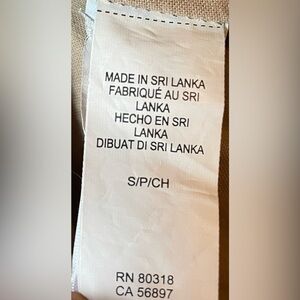 MADE IN SRI LANKA
FABRIQUÉ AU SRI
LANKA
HECHO EN SRI
LANKA
DIBUAT DI SRI LANKA
S/P/CH
RN 80318
CA 56897